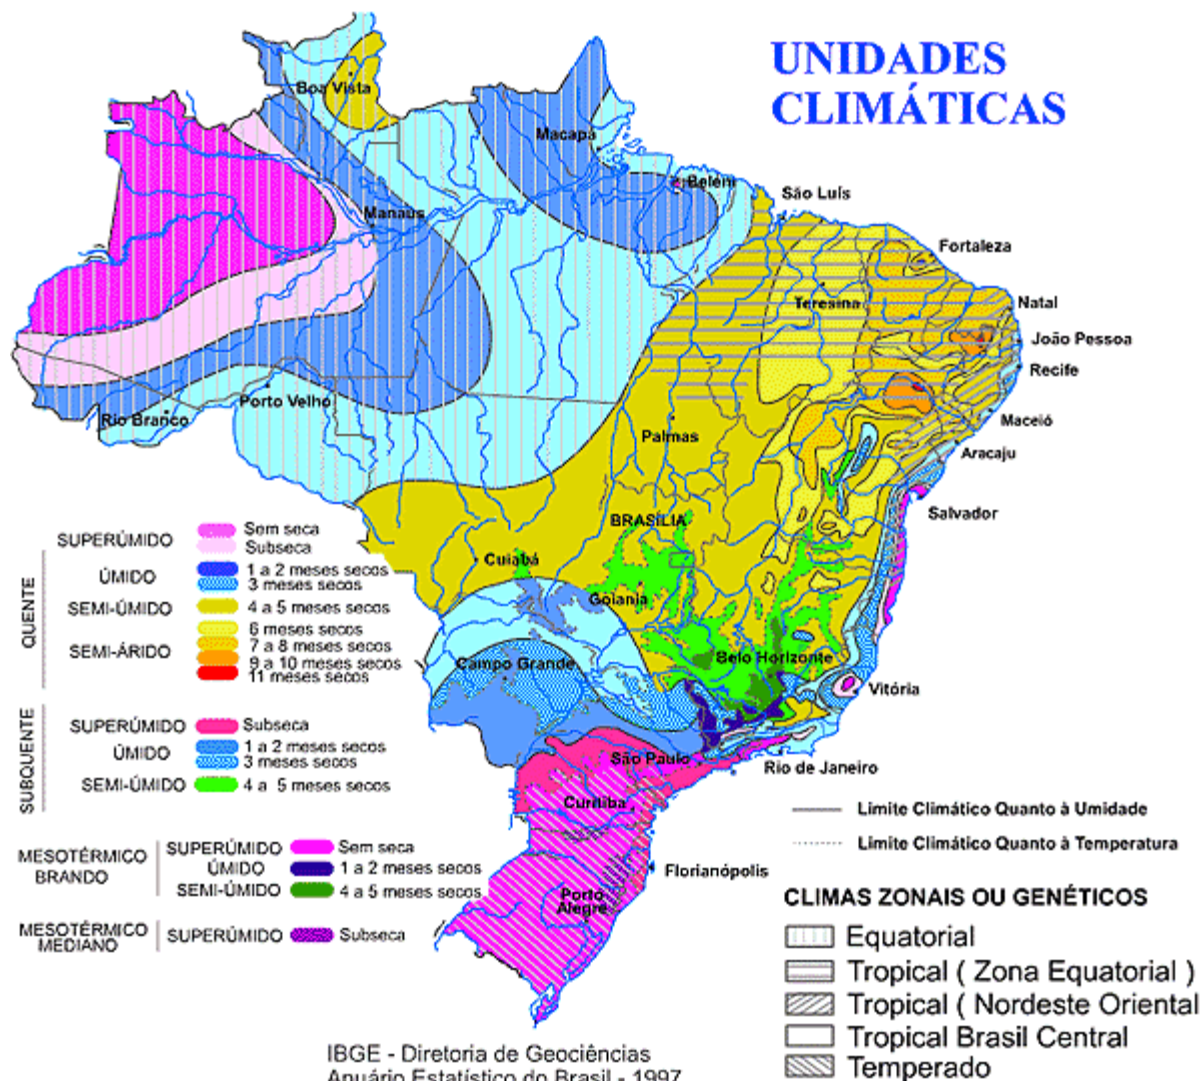 UNIDADES
CLIMÁTICAS
Boa Vista
Macapá
Belém
São Luís
Manaus
Fortaleza
Teresina
Natal
João Pessoa
Recife
Porto Velho
Rio Branco
Maceió
Palmas
Aracaju
Salvador
BRASÍLIA
Cuiabá
Goiania
Campo Grande
Belo Horizonte
Vitória
São Paulo
Rio de Janeiro
Curitiba
Florianópolis
Porto
Alegre
QUENTE
SUPERÚMIDO Sem seca
Subseca
ÚMIDO 1 a 2 meses secos
3 meses secos
SEMI-ÚMIDO 4 a 5 meses secos
SEMI-ÁRIDO 6 meses secos
7 a 8 meses secos
9 a 10 meses secos
11 meses secos
SUBQUENTE
SUPERÚMIDO Subseca
ÚMIDO 1 a 2 meses secos
3 meses secos
SEMI-ÚMIDO 4 a 5 meses secos
MESOTÉRMICO
BRANDO
SUPERÚMIDO Sem seca
ÚMIDO 1 a 2 meses secos
SEMI-ÚMIDO 4 a 5 meses secos
MESOTÉRMICO
MEDIANO
SUPERÚMIDO Subseca
Limite Climático Quanto à Umidade
Limite Climático Quanto à Temperatura
CLIMAS ZONAIS OU GENÉTICOS
Equatorial
Tropical ( Zona Equatorial )
Tropical ( Nordeste Oriental
Tropical Brasil Central
Temperado
IBGE - Diretoria de Geociências
Anuário Estatístico do Brasil - 1997